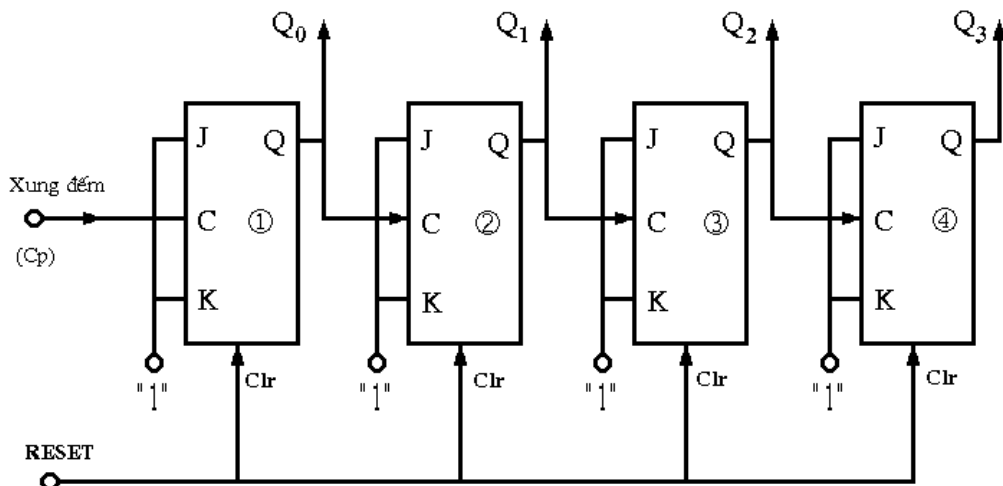 Q0 Q1 Q2 Q3
J Q J Q J Q J Q
Xung đếm
C ① C ② C ③ C ④
(Cp)
K K K K
Clr Clr Clr Clr
"1" "1" "1" "1"
RESET